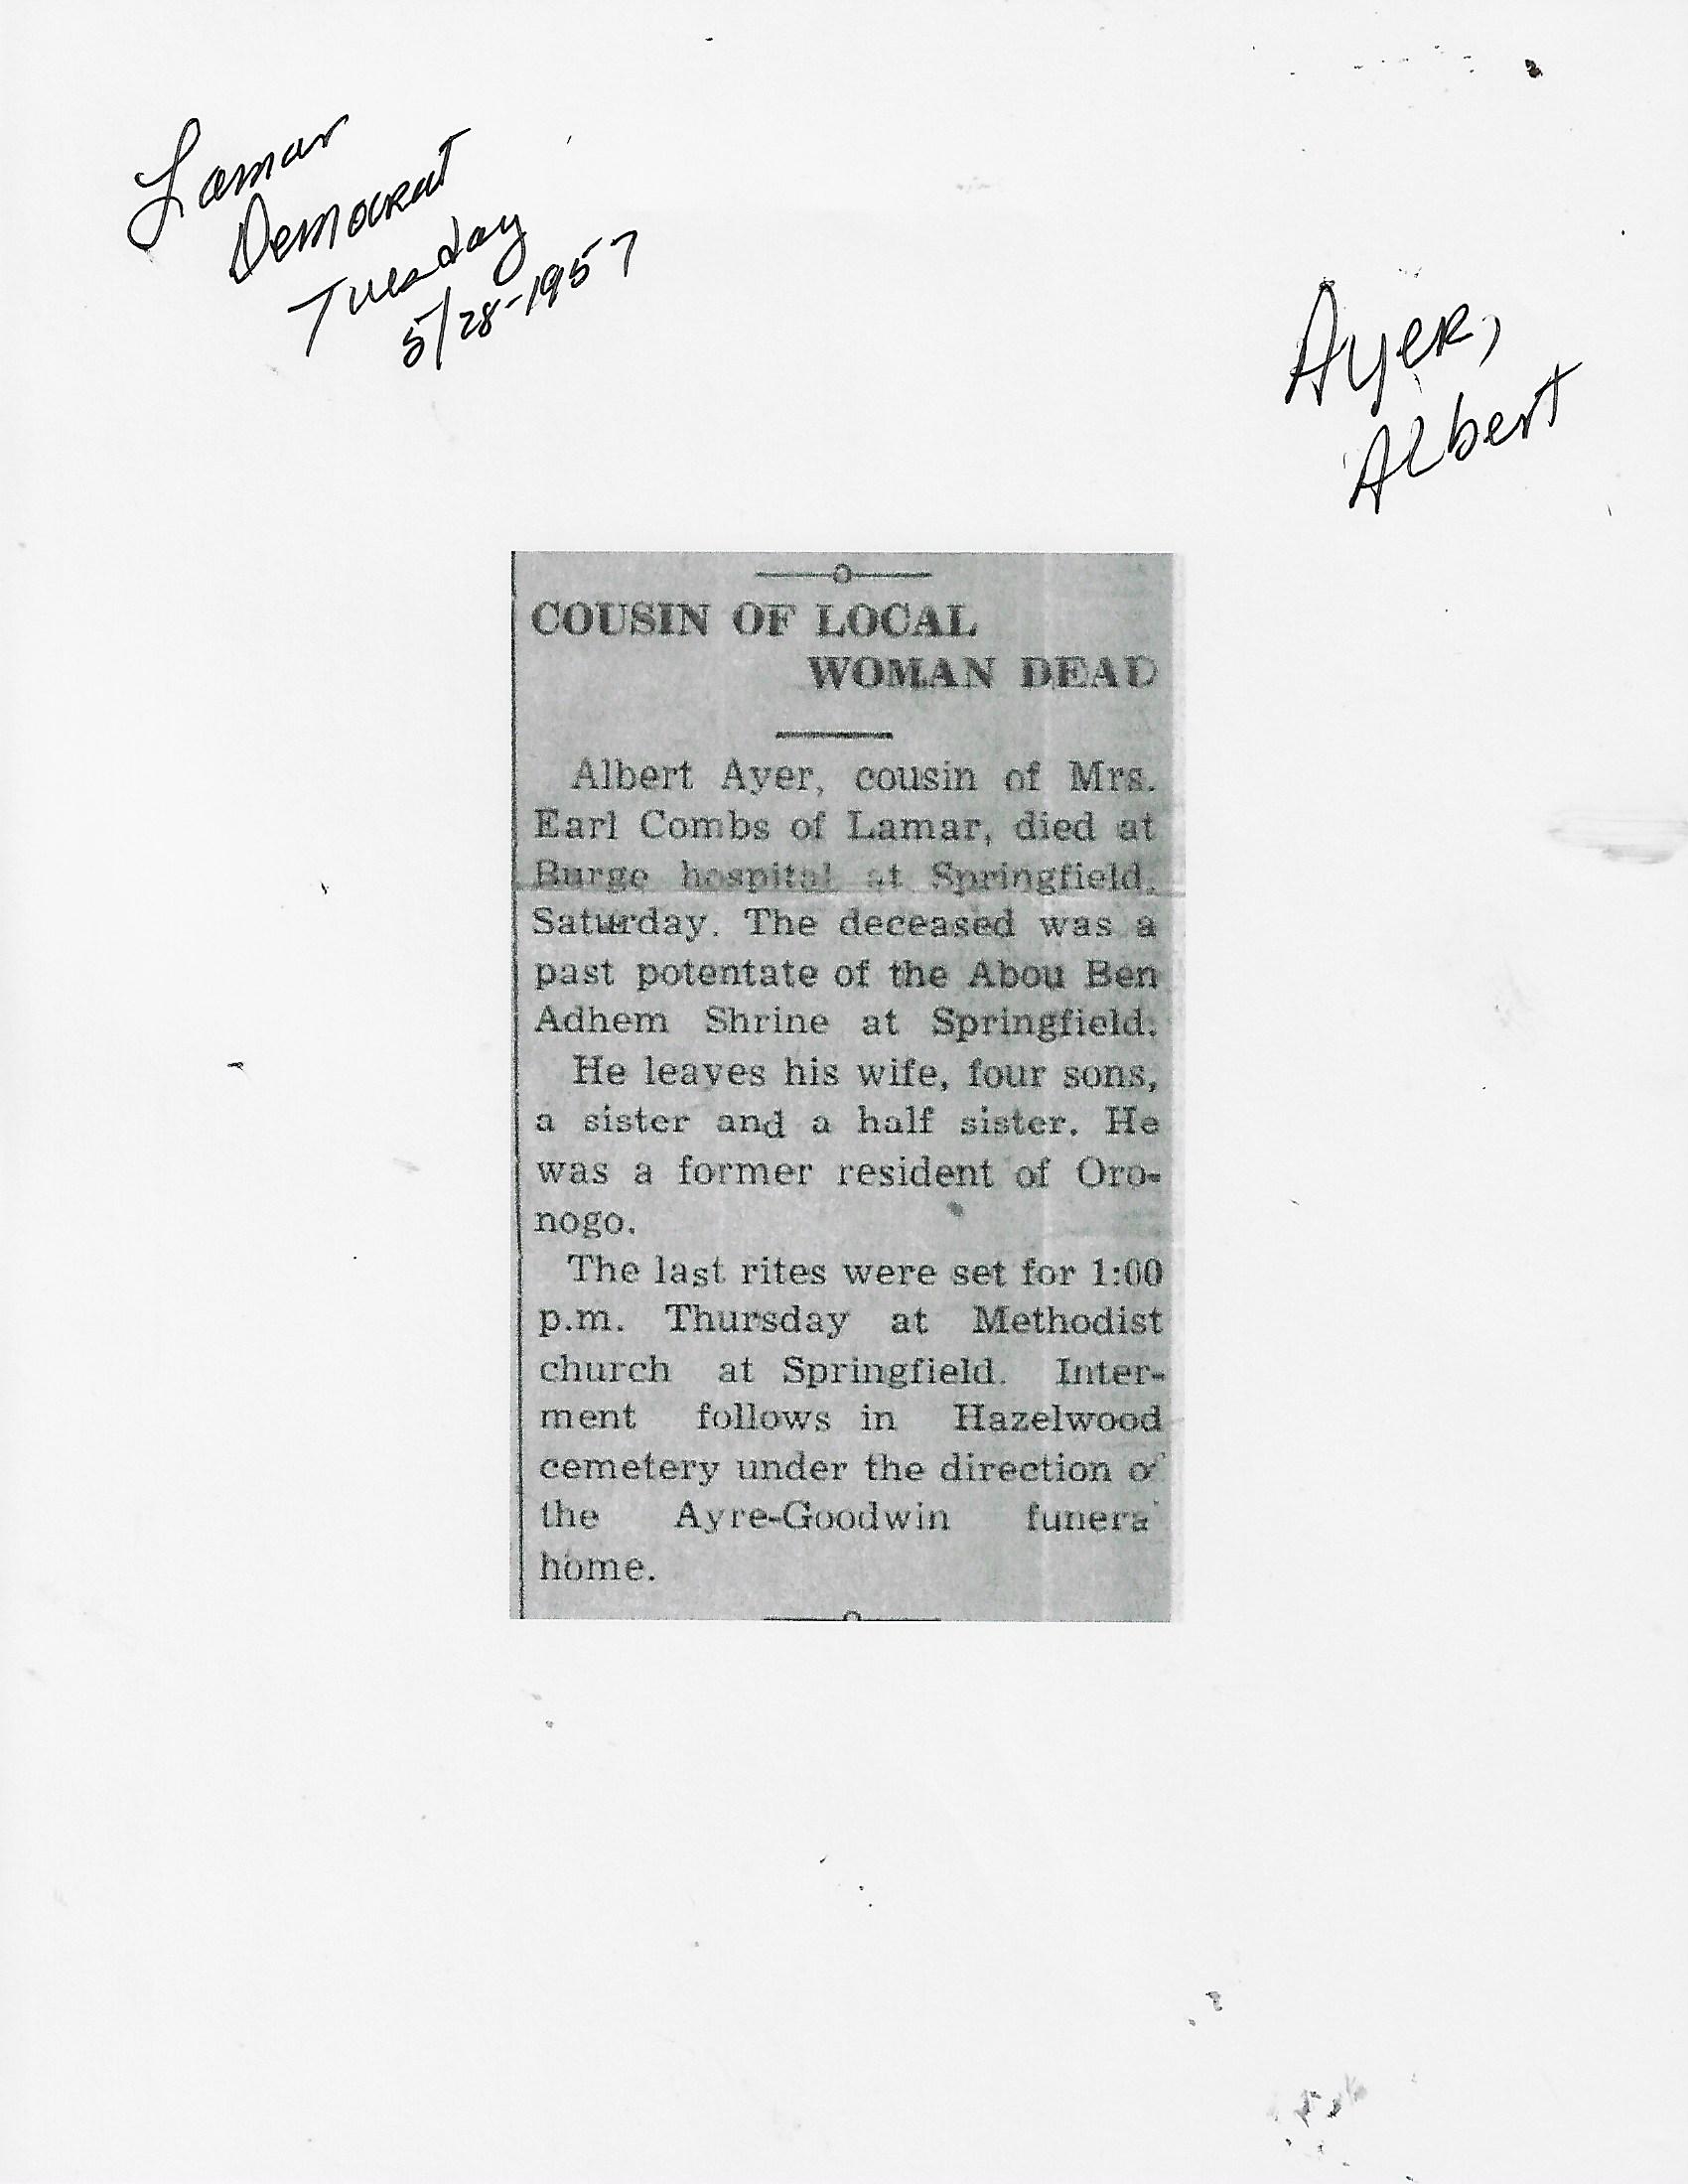 Lamar
Democrat
Tuesday
5/28-1957
Ayer,
Albert
COUSIN OF LOCAL
WOMAN DEAD
Albert Ayer, cousin of Mrs.
Earl Combs of Lamar, died at
Burge hospital at Springfield,
Saturday. The deceased was a
past potentate of the Abou Ben
Adhem Shrine at Springfield.
He leaves his wife, four sons,
a sister and a half sister. He
was a former resident of Oro-
nogo.
The last rites were set for 1:00
p.m. Thursday at Methodist
church at Springfield. Inter-
ment follows in Hazelwood
cemetery under the direction of
the Ayre-Goodwin funeral
home.